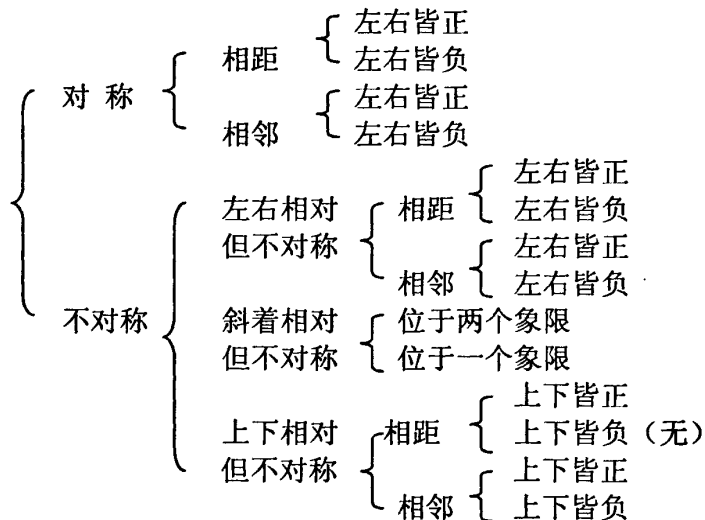 左右皆正
相距
左右皆负
对 称
左右皆正
相邻
左右皆负
左右皆正
左右相对
相距
左右皆负
但不对称
左右皆正
相邻
左右皆负
不对称
斜着相对
位于两个象限
但不对称
位于一个象限
上下皆正
上下相对
相距
上下皆负(无)
但不对称
上下皆正
相邻
上下皆负